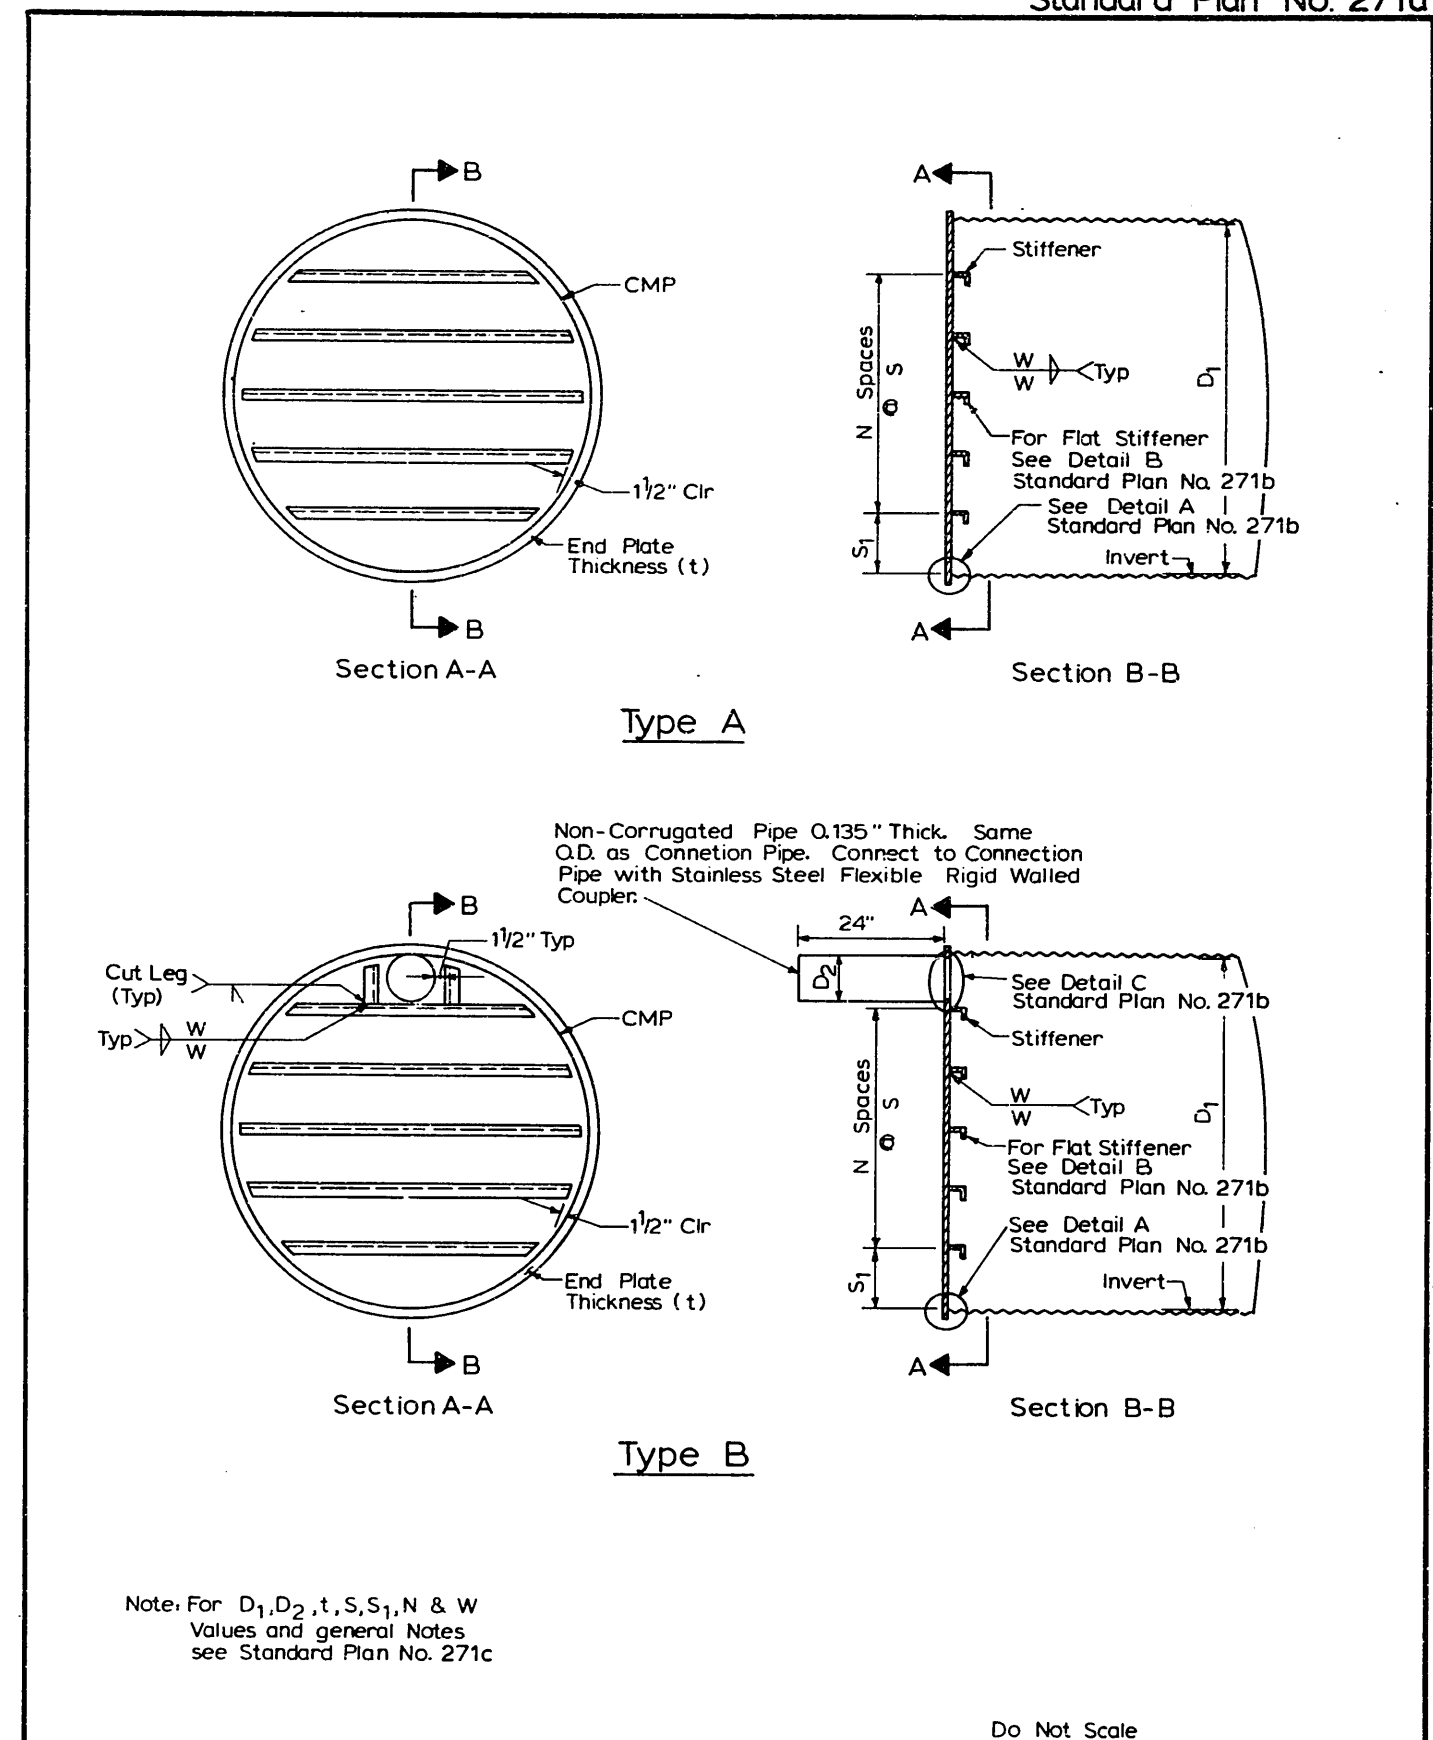 Standard Plan No. 271a
B
A
Stiffener
CMP
N Spaces
@ S
W
W
Typ
D1
For Flat Stiffener
See Detail B
Standard Plan No. 271b
1 1/2" Clr
See Detail A
Standard Plan No. 271b
S1
End Plate
Thickness (t)
Invert
B
A
Section A-A
Section B-B
Type A
Non-Corrugated Pipe 0.135" Thick. Same
O.D. as Connetion Pipe. Connect to Connection
Pipe with Stainless Steel Flexible Rigid Walled
Coupler.
B
A
24"
1 1/2" Typ
Cut Leg
(Typ)
D2
See Detail C
Standard Plan No. 271b
CMP
Stiffener
Typ
W
W
N Spaces
@ S
W
W
Typ
D1
For Flat Stiffener
See Detail B
Standard Plan No. 271b
1 1/2" Clr
See Detail A
Standard Plan No. 271b
S1
End Plate
Thickness (t)
Invert
B
A
Section A-A
Section B-B
Type B
Note: For D1,D2,t,S,S1,N & W
Values and general Notes
see Standard Plan No. 271c
Do Not Scale